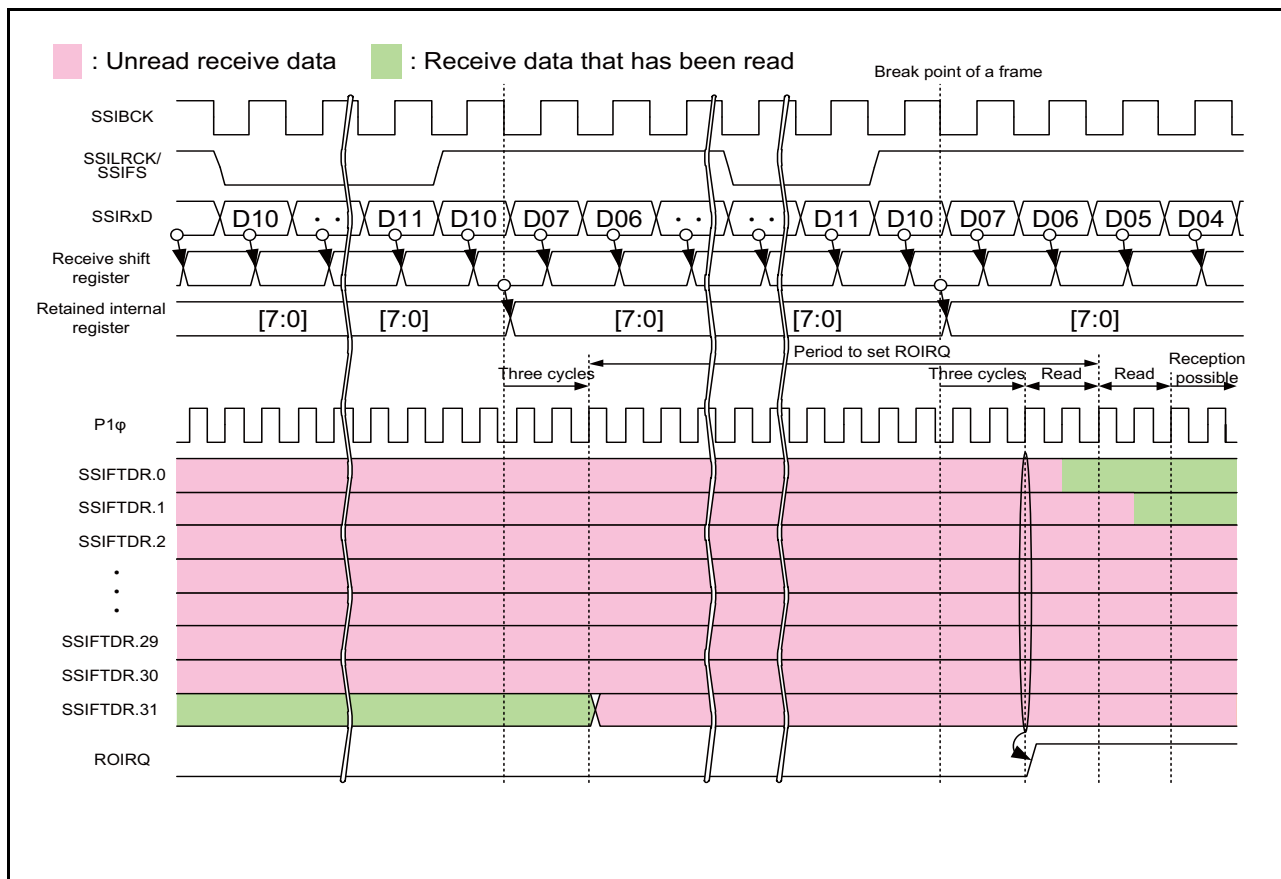 : Unread receive data
: Receive data that has been read
Break point of a frame
SSIBCK
SSILRCK/
SSIFS
SSIRxD
D10 · · D11 D10 D07 D06 · · · · D11 D10 D07 D06 D05 D04
Receive shift
register
Retained internal
register
[7:0] [7:0] [7:0] [7:0] [7:0]
Period to set ROIRQ
Three cycles
Three cycles
Read
Read
Reception
possible
P1φ
SSIFTDR.0
SSIFTDR.1
SSIFTDR.2
·
·
·
SSIFTDR.29
SSIFTDR.30
SSIFTDR.31
ROIRQ